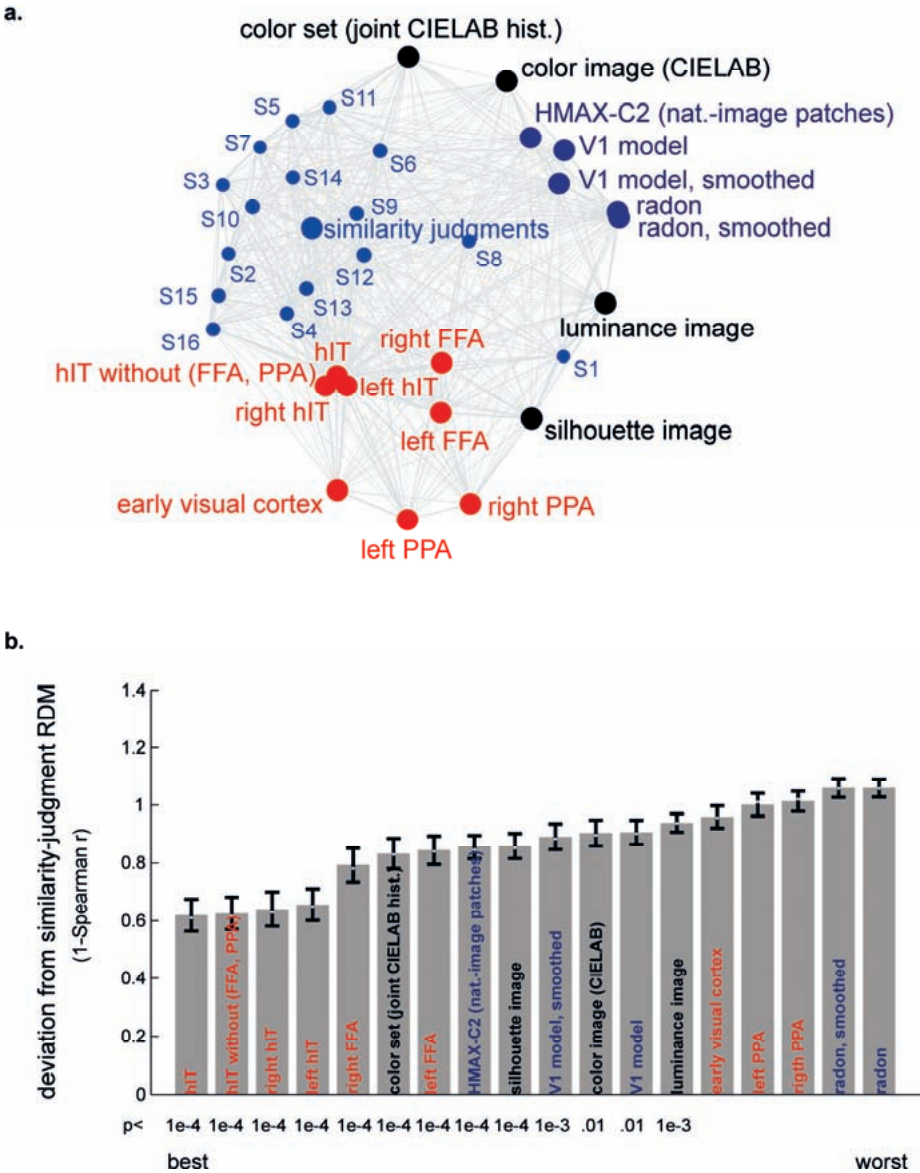 a.
color set (joint CIELAB hist.)
color image (CIELAB)
S11
S5
HMAX-C2 (nat.-image patches)
S7
S6
V1 model
S3
S14
V1 model, smoothed
S10
S9
radon
similarity judgments
radon, smoothed
S2
S12
S8
S15
S13
S16
S4
luminance image
right FFA
hIT
S1
hIT without (FFA, PPA)
left hIT
right hIT
left FFA
silhouette image
early visual cortex
right PPA
left PPA
b.
deviation from similarity-judgment RDM
(1-Spearman r)
1.4
1.2
1
0.8
0.6
0.4
0.2
0
hIT
hIT without (FFA, PPA)
right hIT
left hIT
right FFA
color set (joint CIELAB hist.)
left FFA
HMAX-C2 (nat.-image patches)
silhouette image
V1 model, smoothed
color image (CIELAB)
V1 model
luminance image
early visual cortex
left PPA
rigth PPA
radon, smoothed
radon
p< 1e-4 1e-4 1e-4 1e-4 1e-4 1e-4 1e-4 1e-4 1e-4 1e-3 .01 .01 1e-3
best worst